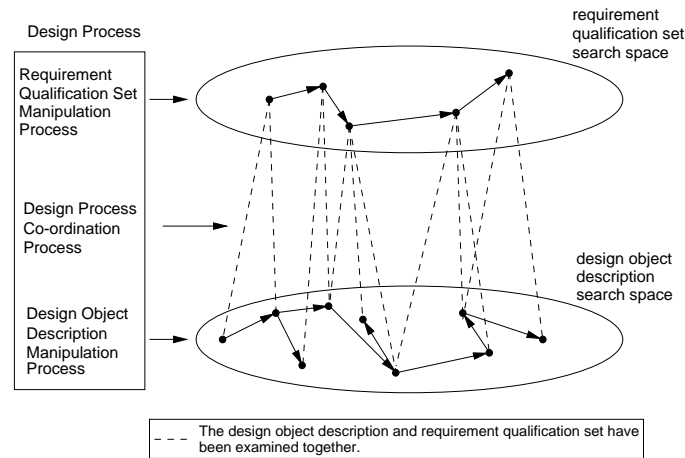 Design Process
Requirement
Qualification Set
Manipulation
Process
Design Process
Co-ordination
Process
Design Object
Description
Manipulation
Process
requirement
qualification set
search space
design object
description
search space
The design object description and requirement qualification set have
been examined together.